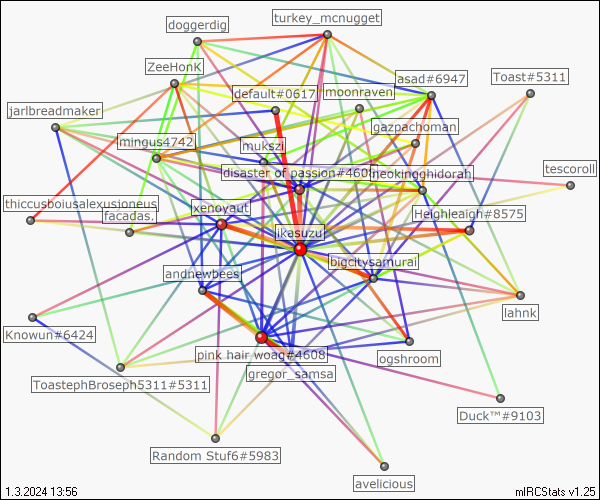 turkey_mcnugget
doggerdig
ZeeHonK
asad#6947
Toast#5311
default#0617
moonraven
jarlbreadmaker
gazpachoman
mingus4742
mukszi
disaster of passion#460
neokingghidorah
tescoroll
thiccusboiusalexusioneus
xenoyaut
facadas.
Heighleaigh#8575
ikasuzu
bigcitysamurai
andnewbees
lahnk
Knowun#6424
pink hair woag#4608
ogshroom
gregor_samsa
ToastephBroseph5311#5311
Duck™#9103
Random Stuf6#5983
avelicious
1.3.2024 13:56
mIRCStats v1.25